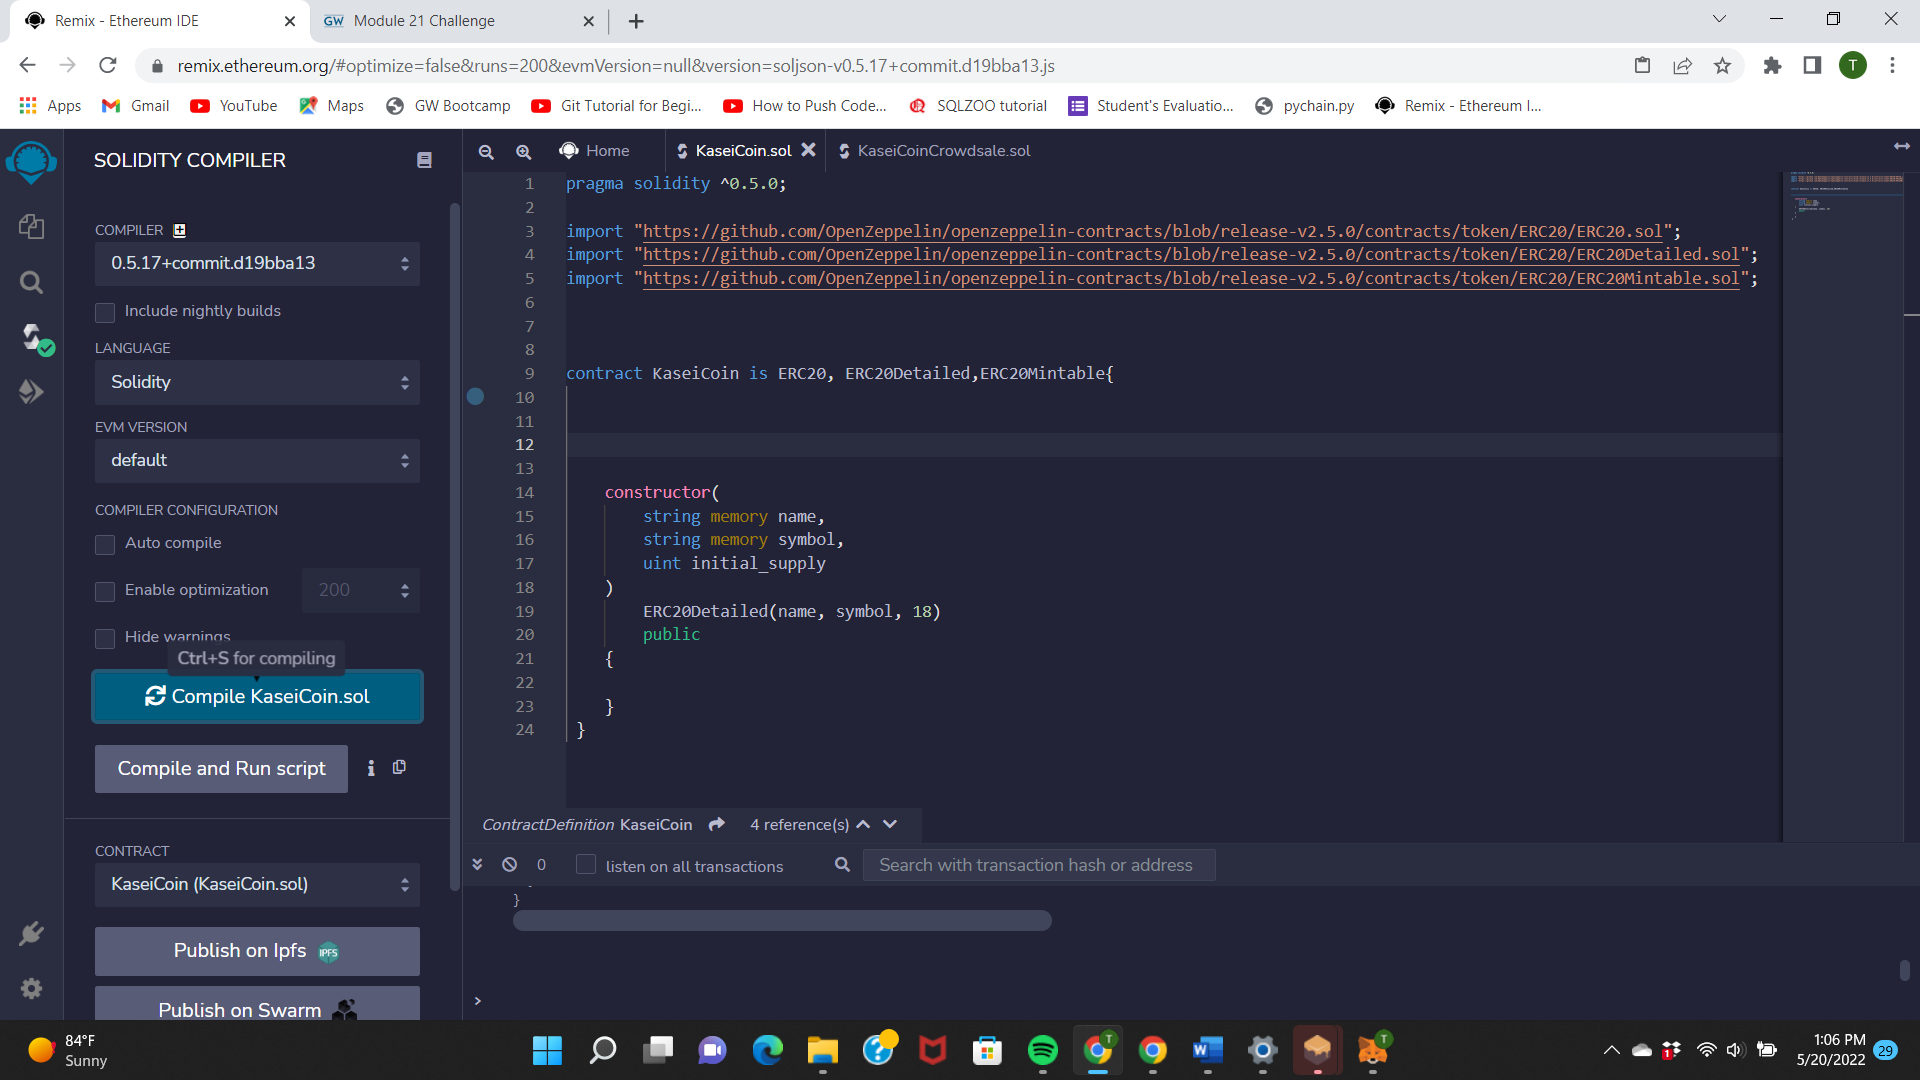 Remix - Ethereum IDE
GW Module 21 Challenge
remix.ethereum.org/#optimize=false&runs=200&evmVersion=null&version=soljson-v0.5.17+commit.d19bba13.js
T
Apps Gmail YouTube Maps GW Bootcamp Git Tutorial for Begi... How to Push Code... SQLZOO tutorial Student's Evaluatio... pychain.py Remix - Ethereum I...
SOLIDITY COMPILER
COMPILER
0.5.17+commit.d19bba13
Include nightly builds
LANGUAGE
Solidity
EVM VERSION
default
COMPILER CONFIGURATION
Auto compile
Enable optimization 200
Hide warnings
Ctrl+S for compiling
Compile KaseiCoin.sol
Compile and Run script
CONTRACT
KaseiCoin (KaseiCoin.sol)
Publish on Ipfs IPFS
Publish on Swarm
Home KaseiCoin.sol KaseiCoinCrowdsale.sol
1 pragma solidity ^0.5.0;
2
3 import "https://github.com/OpenZeppelin/openzeppelin-contracts/blob/release-v2.5.0/contracts/token/ERC20/ERC20.sol";
4 import "https://github.com/OpenZeppelin/openzeppelin-contracts/blob/release-v2.5.0/contracts/token/ERC20/ERC20Detailed.sol";
5 import "https://github.com/OpenZeppelin/openzeppelin-contracts/blob/release-v2.5.0/contracts/token/ERC20/ERC20Mintable.sol";
6
7
8
9 contract KaseiCoin is ERC20, ERC20Detailed,ERC20Mintable{
10
11
12
13
14 constructor(
15 string memory name,
16 string memory symbol,
17 uint initial_supply
18 )
19 ERC20Detailed(name, symbol, 18)
20 public
21 {
22
23 }
24 }
ContractDefinition KaseiCoin 4 reference(s)
0 listen on all transactions Search with transaction hash or address
}
>
84°F
Sunny
T
T
1
1:06 PM
5/20/2022
29